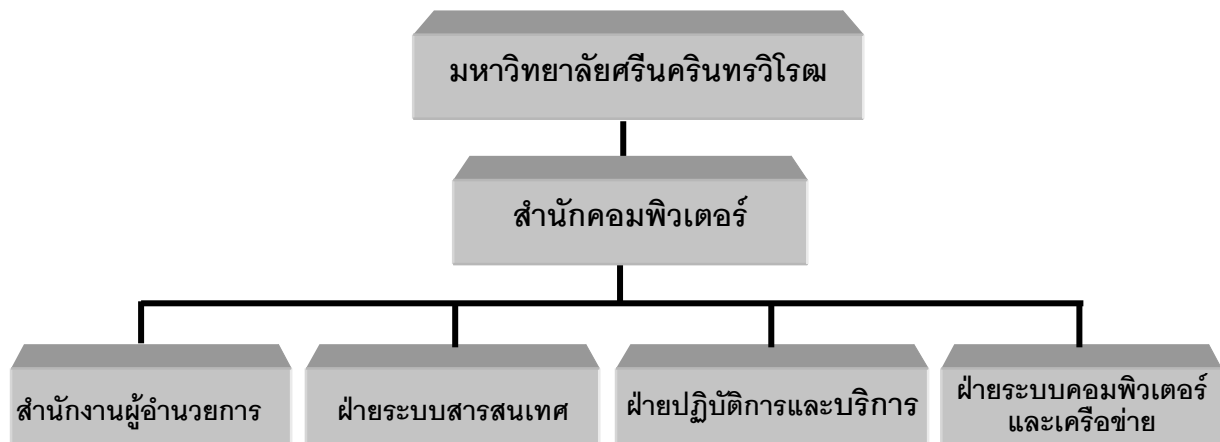 มหาวิทยาลัยศรีนครินทรวิโรฒ
สำนักคอมพิวเตอร์
สำนักงานผู้อำนวยการ
ฝ่ายระบบสารสนเทศ
ฝ่ายปฏิบัติการและบริการ
ฝ่ายระบบคอมพิวเตอร์
และเครือข่าย